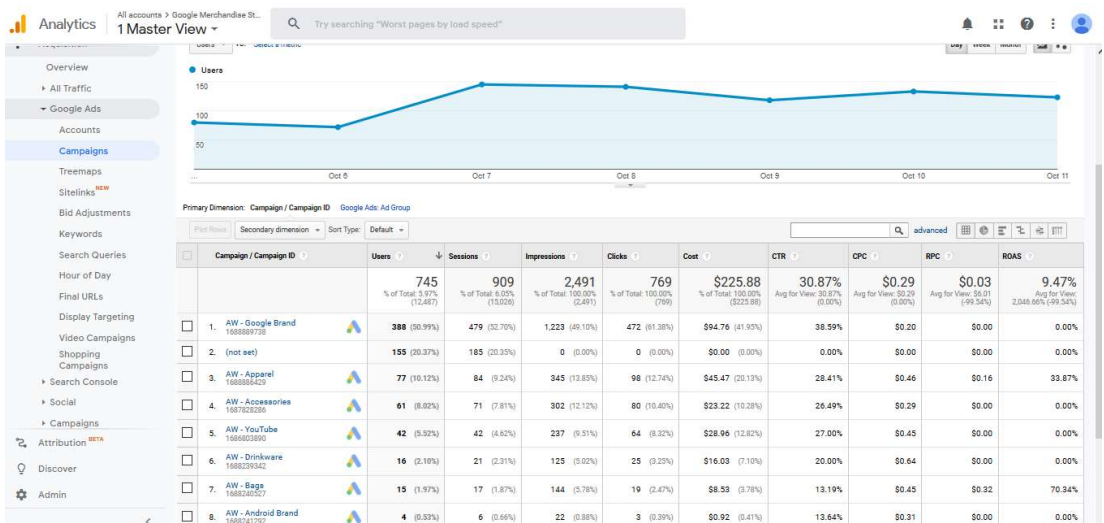 All accounts > Google Merchandise St...
Analytics
1 Master View
Try searching "Worst pages by load speed"
Overview
All Traffic
Google Ads
Accounts
Campaigns
Treemaps
Sitelinks NEW
Bid Adjustments
Keywords
Search Queries
Hour of Day
Final URLs
Display Targeting
Video Campaigns
Shopping
Campaigns
Search Console
Social
Campaigns
Attribution BETA
Discover
Admin
Users VS. Select a metric
Day Week Month
Users
150
100
50
... Oct 6 Oct 7 Oct 8 Oct 9 Oct 10 Oct 11
Primary Dimension: Campaign / Campaign ID Google Ads: Ad Group
Plot Rows Secondary dimension Sort Type: Default advanced
Campaign / Campaign ID Users Sessions Impressions Clicks Cost CTR CPC RPC ROAS
745 909 2,491 769 $225.88 30.87% $0.29 $0.03 9.47%
% of Total: 5.97% % of Total: 6.05% % of Total: 100.00% % of Total: 100.00% % of Total: 100.00% Avg for View: 30.87% Avg for View: $0.29 Avg for View: $6.01 Avg for View:
(12,487) (15,026) (2,491) (769) ($225.88) (0.00%) (0.00%) (-99.54%) 2,046.66% (-99.54%)
1. AW - Google Brand 388 (50.99%) 479 (52.70%) 1,223 (49.10%) 472 (61.38%) $94.76 (41.95%) 38.59% $0.20 $0.00 0.00%
1688889738
2. (not set) 155 (20.37%) 185 (20.35%) 0 (0.00%) 0 (0.00%) $0.00 (0.00%) 0.00% $0.00 $0.00 0.00%
3. AW - Apparel 77 (10.12%) 84 (9.24%) 345 (13.85%) 98 (12.74%) $45.47 (20.13%) 28.41% $0.46 $0.16 33.87%
1688886429
4. AW - Accessories 61 (8.02%) 71 (7.81%) 302 (12.12%) 80 (10.40%) $23.22 (10.28%) 26.49% $0.29 $0.00 0.00%
1687828286
5. AW - YouTube 42 (5.52%) 42 (4.62%) 237 (9.51%) 64 (8.32%) $28.96 (12.82%) 27.00% $0.45 $0.00 0.00%
1686803890
6. AW - Drinkware 16 (2.10%) 21 (2.31%) 125 (5.02%) 25 (3.25%) $16.03 (7.10%) 20.00% $0.64 $0.00 0.00%
1688239342
7. AW - Bags 15 (1.97%) 17 (1.87%) 144 (5.78%) 19 (2.47%) $8.53 (3.78%) 13.19% $0.45 $0.32 70.34%
1688240527
8. AW - Android Brand 4 (0.53%) 6 (0.66%) 22 (0.88%) 3 (0.39%) $0.92 (0.41%) 13.64% $0.31 $0.00 0.00%